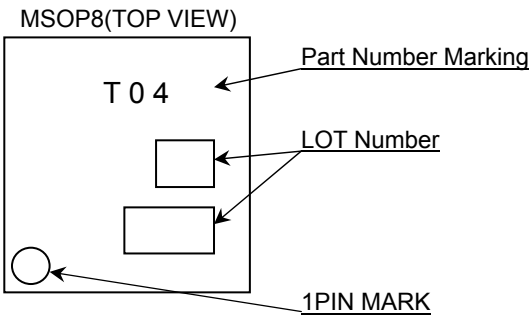 MSOP8(TOP VIEW)
Part Number Marking
T 0 4
LOT Number
1PIN MARK